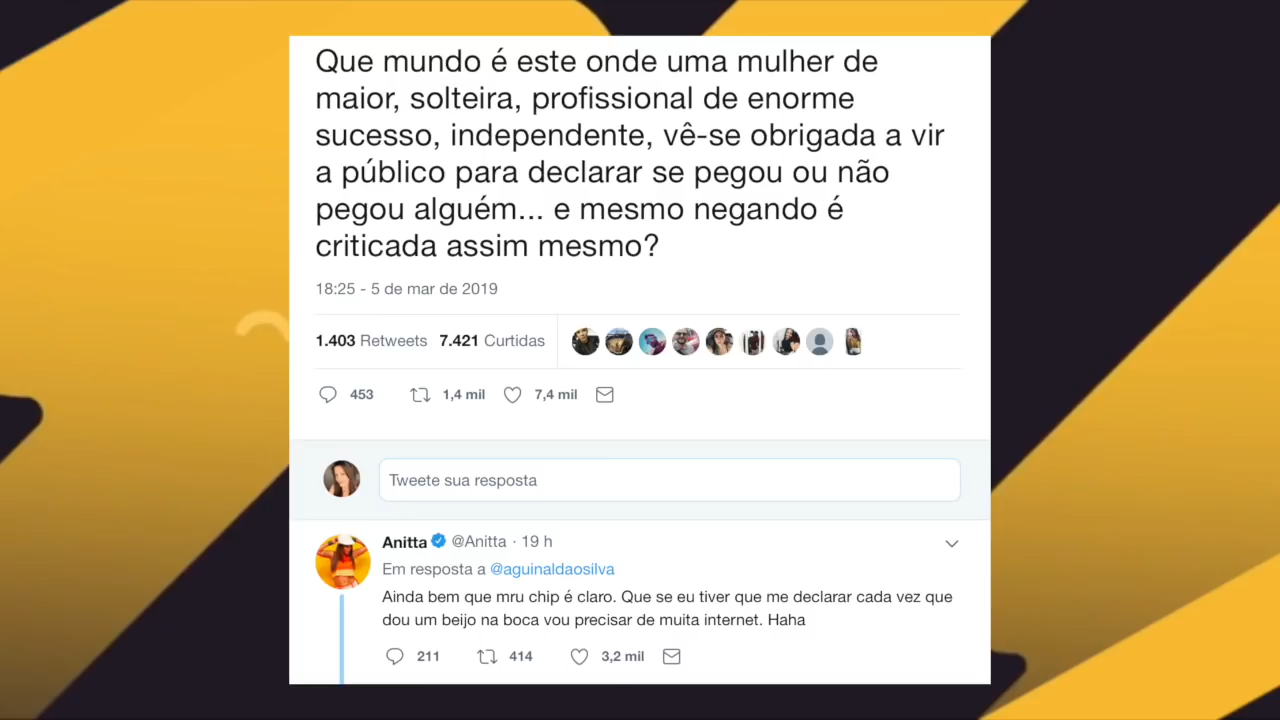 Que mundo é este onde uma mulher de
maior, solteira, profissional de enorme
sucesso, independente, vê-se obrigada a vir
a público para declarar se pegou ou não
pegou alguém... e mesmo negando é
criticada assim mesmo?
18:25 - 5 de mar de 2019
1.403 Retweets 7.421 Curtidas
453 1,4 mil 7,4 mil
Tweete sua resposta
Anitta @Anitta · 19 h
Em resposta a @aguinaldaosilva
Ainda bem que mru chip é claro. Que se eu tiver que me declarar cada vez que
dou um beijo na boca vou precisar de muita internet. Haha
211 414 3,2 mil